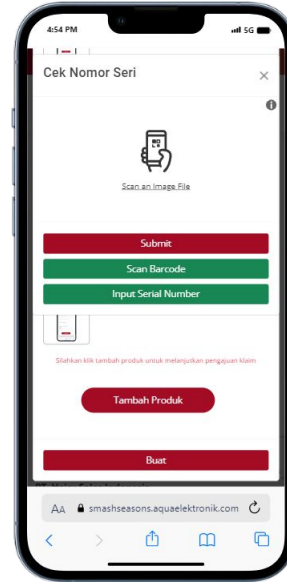 4:54 PM
5G
Cek Nomor Seri
Scan an Image File
Submit
Scan Barcode
Input Serial Number
Silahkan klik tambah produk untuk melanjutkan pengajuan klaim
Tambah Produk
Buat
AA smashseasons.aquaelektronik.com